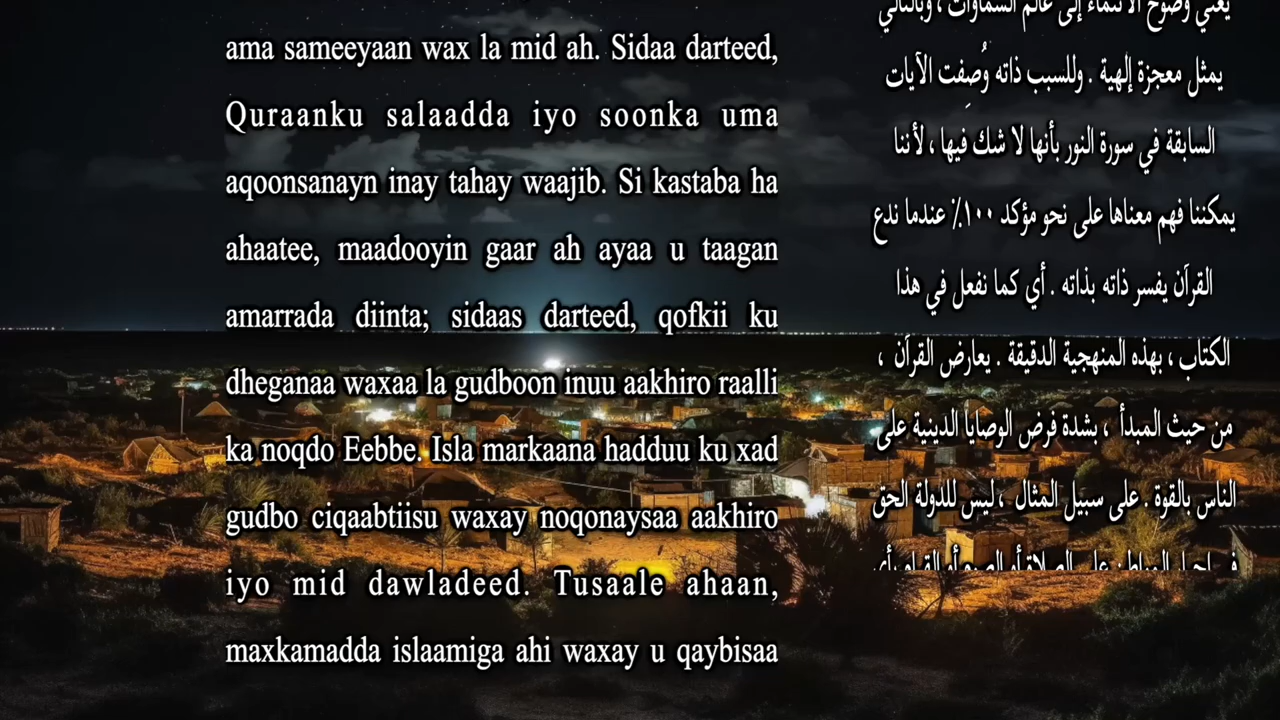 ama sameeyaan wax la mid ah. Sidaa darteed,
Quraanku salaadda iyo soonka uma
aqoonsanayn inay tahay waajib. Si kastaba ha
ahaatee, maadooyin gaar ah ayaa u taagan
amarrada diinta; sidaas darteed, qofkii ku
dheganaa waxaa la gudboon inuu aakhiro raalli
ka noqdo Eebbe. Isla markaana hadduu ku xad
gudbo ciqaabtiisu waxay noqonaysaa aakhiro
iyo mid dawladeed. Tusaale ahaan,
maxkamadda islaamiga ahi waxay u qaybisaa
يعني وضوح الانتماء إلى عالم السماوات ، وبالتالي
يمثل معجزة إلهية . وللسبب ذاته وُصِفت الآيات
السابقة في سورة النور بأنها لا شك فيها ، لأننا
يمكننا فهم معناها على نحو مؤكد ١٠٠٪ عندما ندع
القرآن يفسر ذاته بذاته . أي كما نفعل في هذا
الكتاب ، بهذه المنهجية الدقيقة . يعارض القرآن ،
من حيث المبدأ ، بشدة فرض الوصايا الدينية على
الناس بالقوة . على سبيل المثال ، ليس للدولة الحق